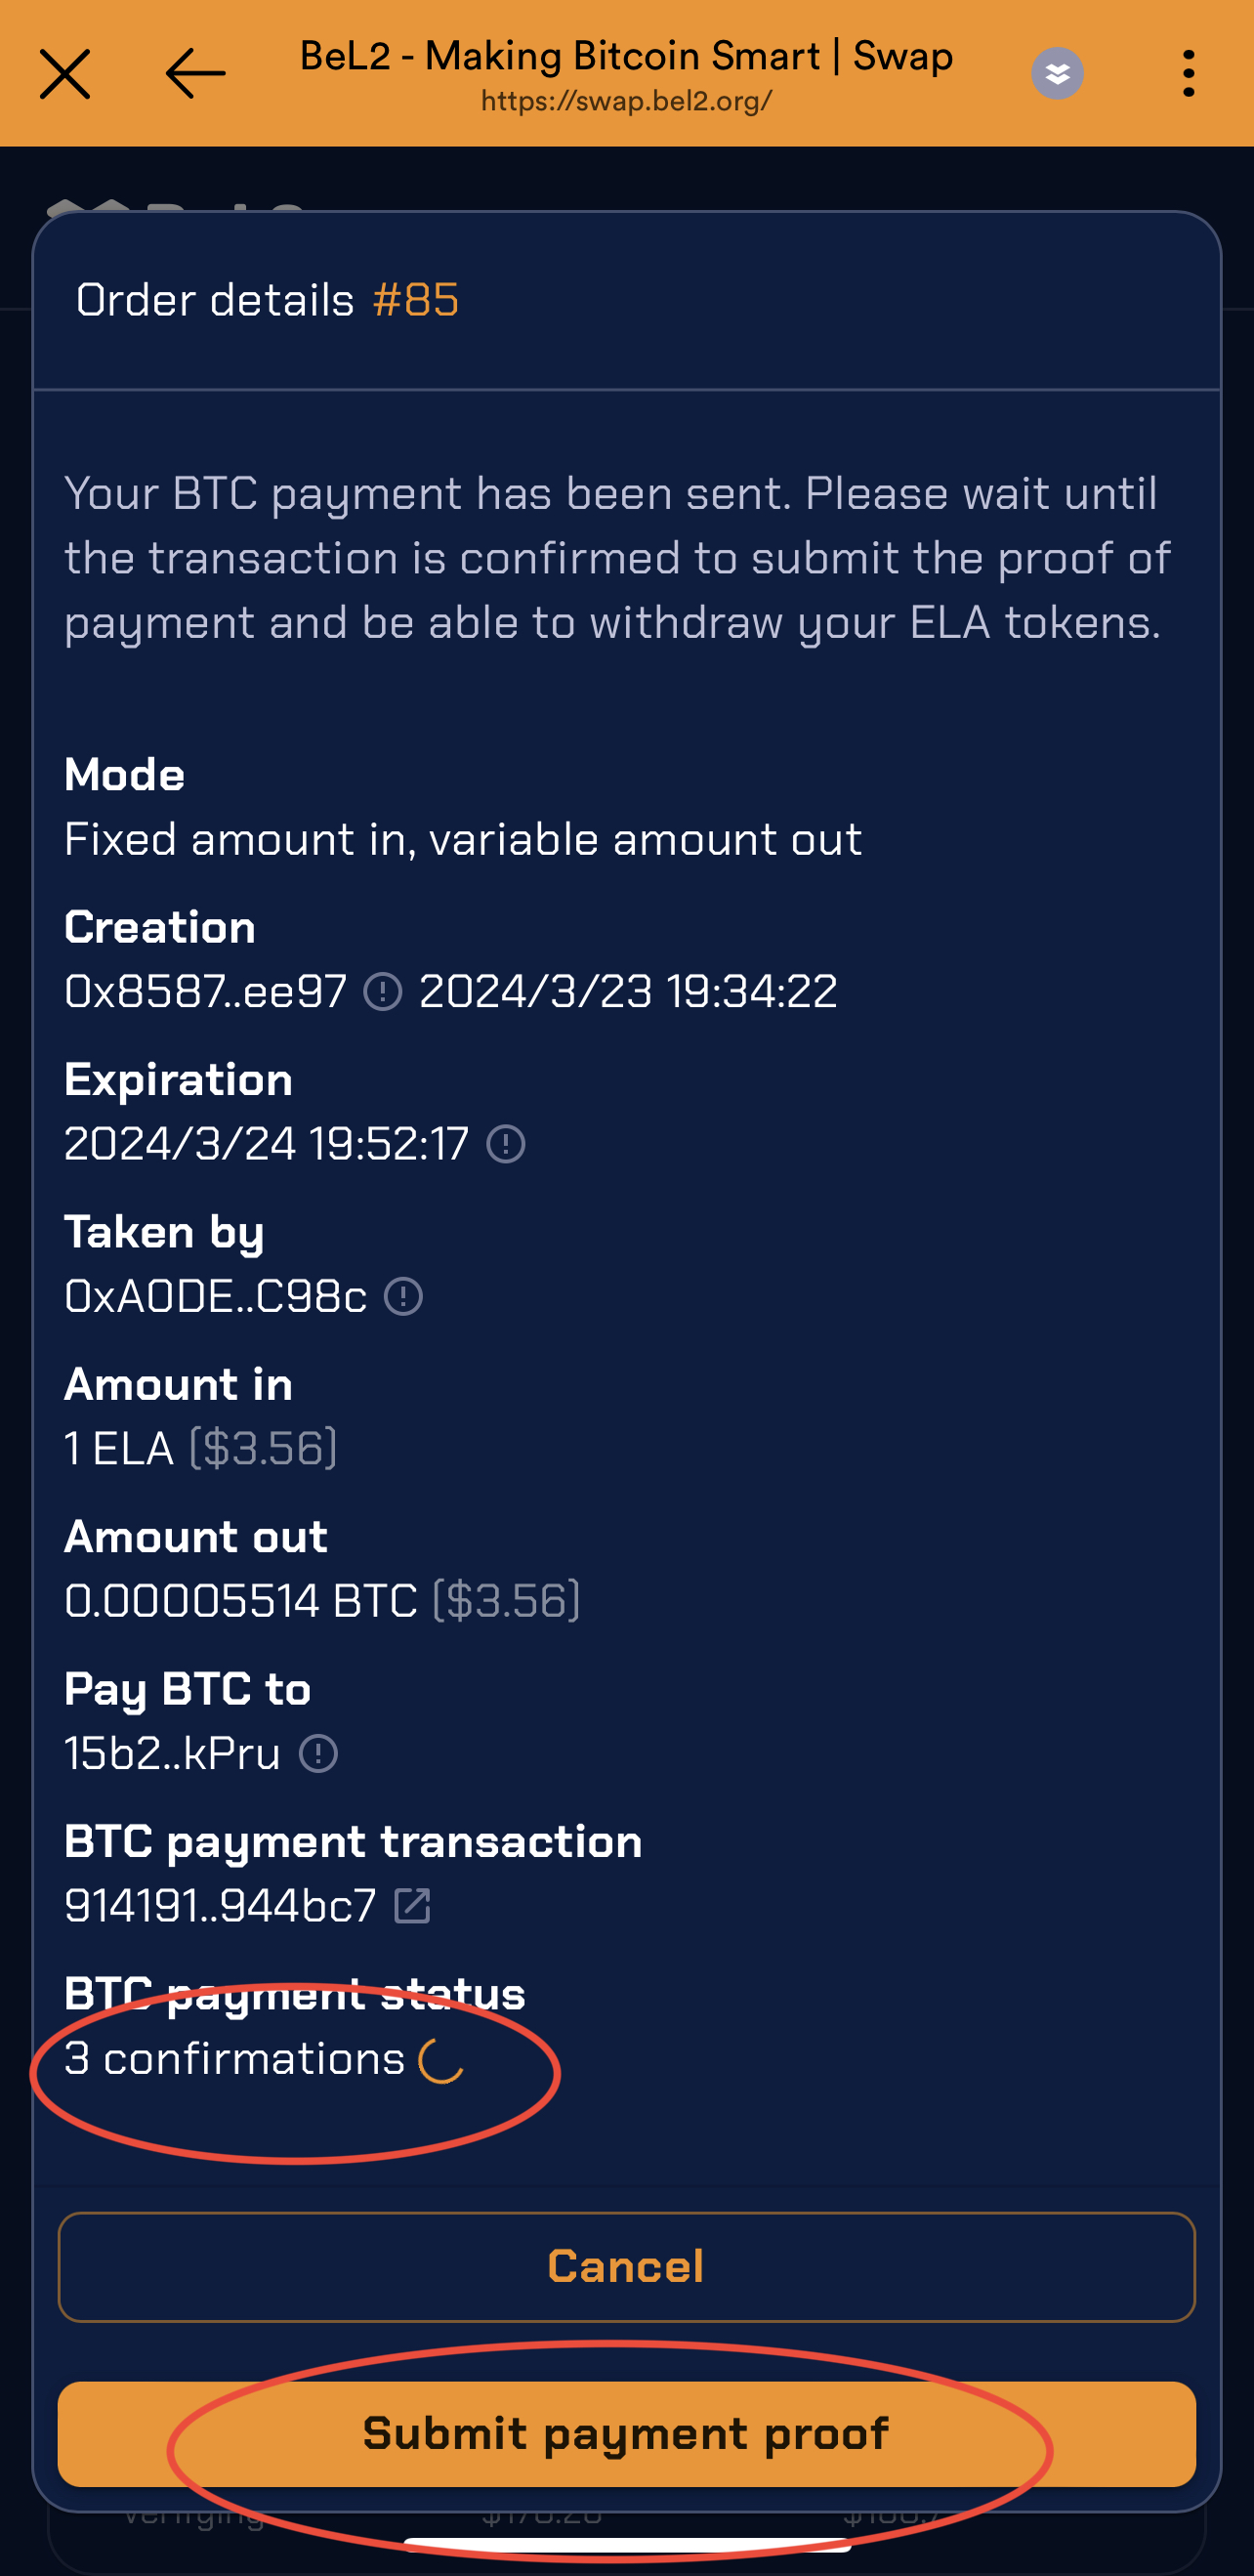 BeL2 - Making Bitcoin Smart | Swap
https://swap.bel2.org/
Order details #85
Your BTC payment has been sent. Please wait until
the transaction is confirmed to submit the proof of
payment and be able to withdraw your ELA tokens.
Mode
Fixed amount in, variable amount out
Creation
0x8587..ee97 2024/3/23 19:34:22
Expiration
2024/3/24 19:52:17
Taken by
0xA0DE..C98c
Amount in
1 ELA ($3.56)
Amount out
0.00005514 BTC ($3.56)
Pay BTC to
15b2..kPru
BTC payment transaction
914191..944bc7
BTC payment status
3 confirmations
Cancel
Submit payment proof